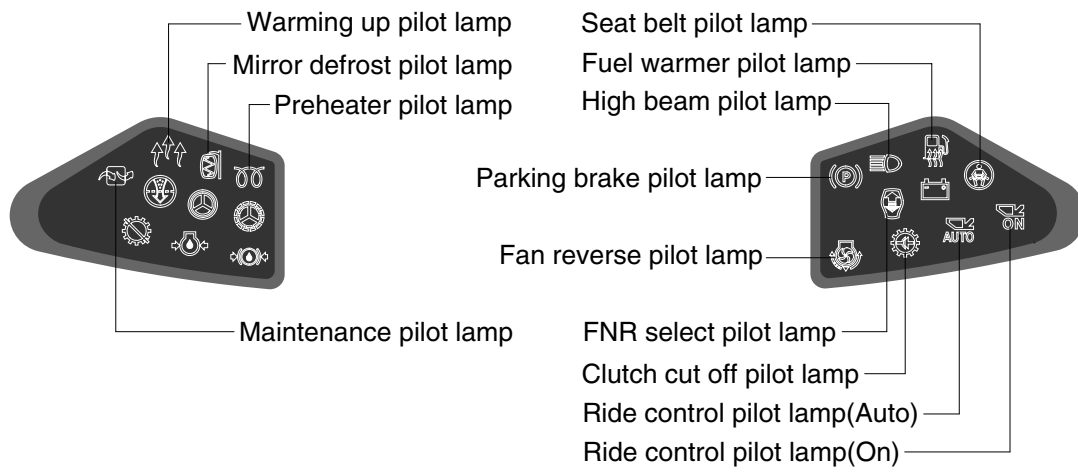 Warming up pilot lamp
Mirror defrost pilot lamp
Preheater pilot lamp
Maintenance pilot lamp
Seat belt pilot lamp
Fuel warmer pilot lamp
High beam pilot lamp
Parking brake pilot lamp
Fan reverse pilot lamp
FNR select pilot lamp
Clutch cut off pilot lamp
Ride control pilot lamp(Auto)
Ride control pilot lamp(On)
P
AUTO
ON